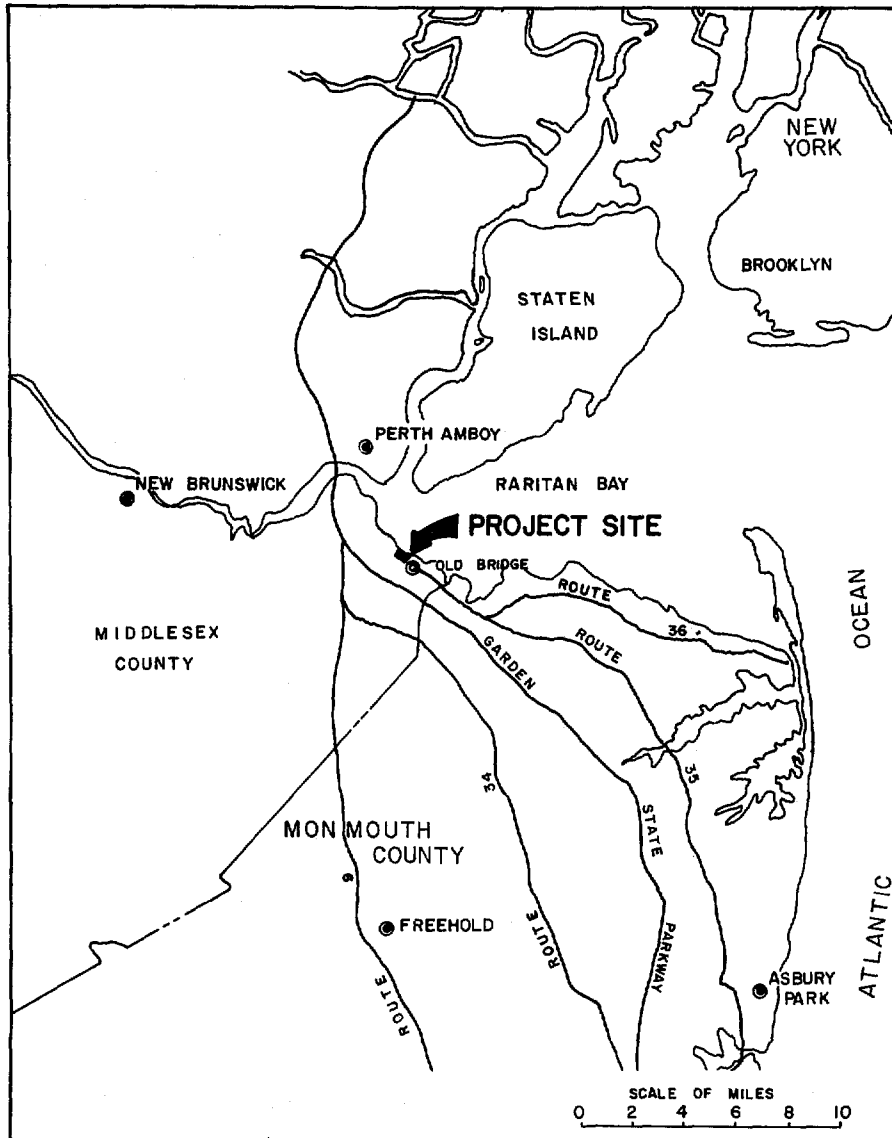 NEW
YORK
BROOKLYN
STATEN
ISLAND
PERTH AMBOY
NEW BRUNSWICK
RARITAN BAY
PROJECT SITE
OLD BRIDGE
ROUTE
36
ROUTE
35
GARDEN
STATE
PARKWAY
MIDDLESEX
COUNTY
OCEAN
ATLANTIC
34
ROUTE
MONMOUTH
COUNTY
9
ROUTE
FREEHOLD
ASBURY
PARK
SCALE OF MILES
0 2 4 6 8 10